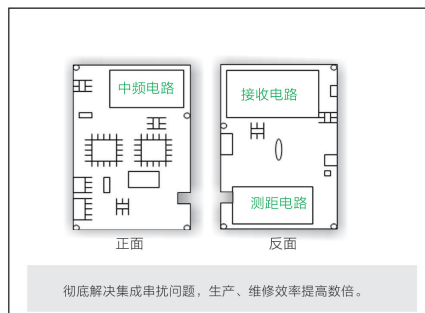 中频电路
接收电路
测距电路
正面
反面
彻底解决集成串扰问题，生产、维修效率提高数倍。